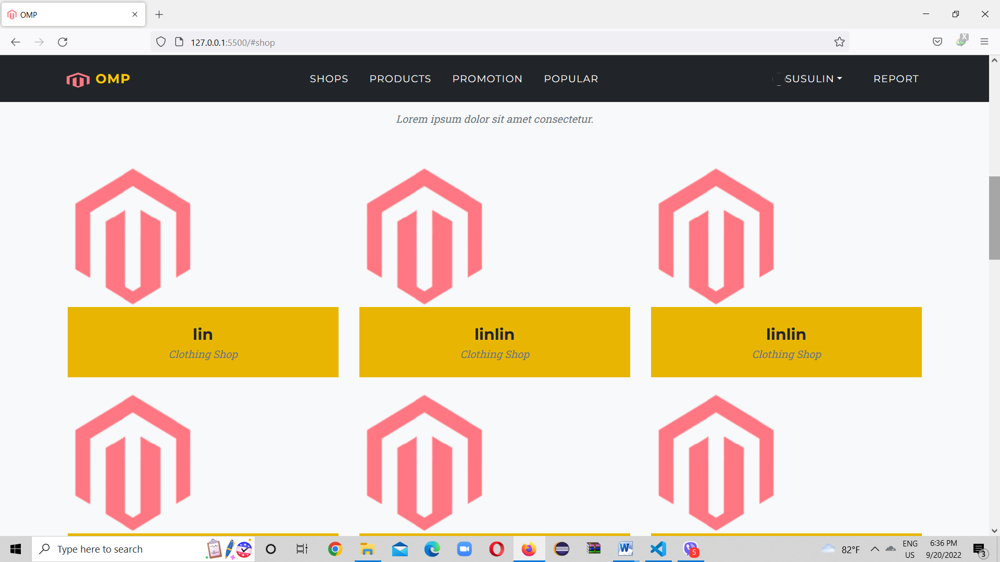 OMP
127.0.0.1:5500/#shop
X
OMP
SHOPS PRODUCTS PROMOTION POPULAR SUSULIN REPORT
Lorem ipsum dolor sit amet consectetur.
lin
Clothing Shop
linlin
Clothing Shop
linlin
Clothing Shop
Type here to search
5
82°F
ENG
US
6:36 PM
9/20/2022
3